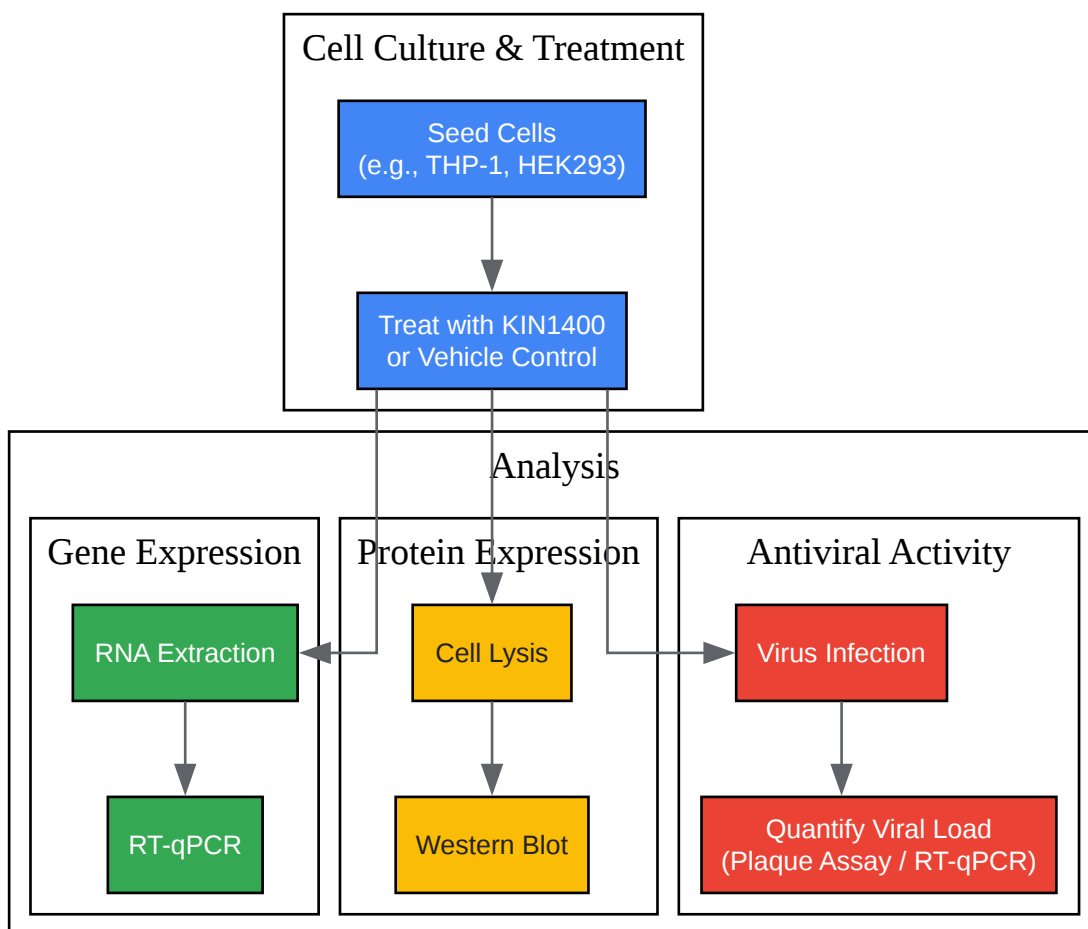 Cell Culture & Treatment
Seed Cells
(e.g., THP-1, HEK293)
Treat with KIN1400
or Vehicle Control
Analysis
Gene Expression
Protein Expression
Antiviral Activity
RNA Extraction
Cell Lysis
Virus Infection
RT-qPCR
Western Blot
Quantify Viral Load
(Plaque Assay / RT-qPCR)